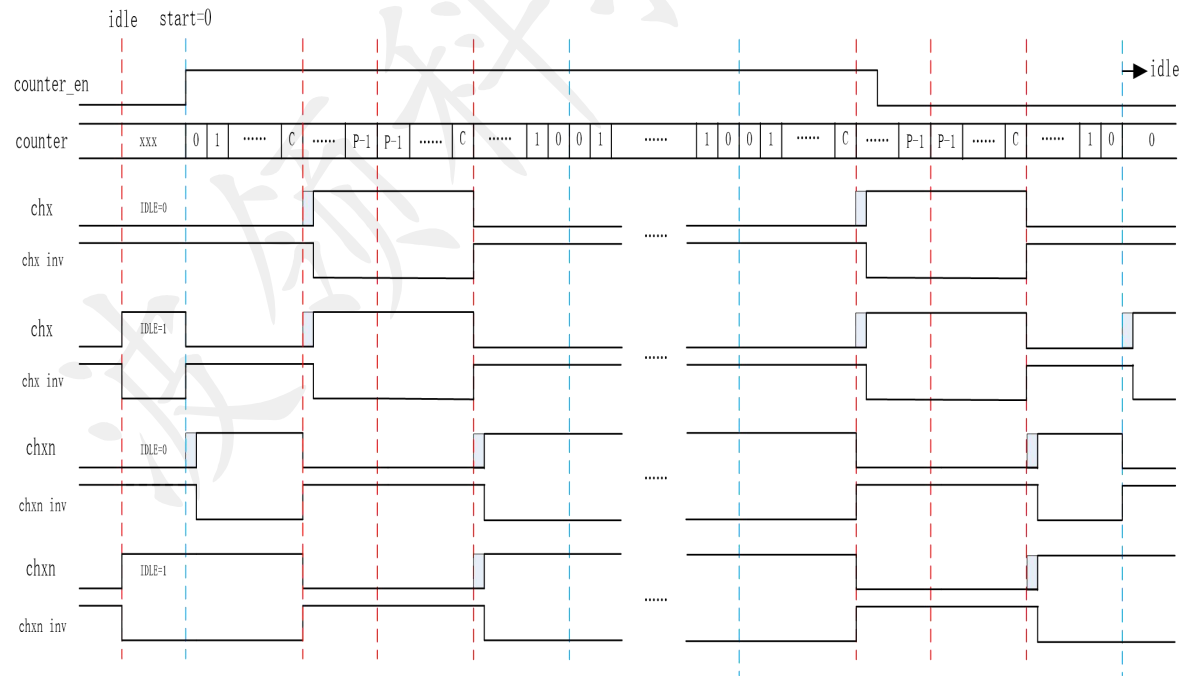 idle start=0
counter_en
idle
counter xxx 0 1 ...... C ...... P-1 P-1 ...... C ...... 1 0 0 1 ...... 1 0 0 1 ...... C ...... P-1 P-1 ...... C ...... 1 0 0
chx IDLE=0
......
chx inv
chx IDLE=1
......
chx inv
chxn IDLE=0
......
chxn inv
chxn IDLE=1
......
chxn inv